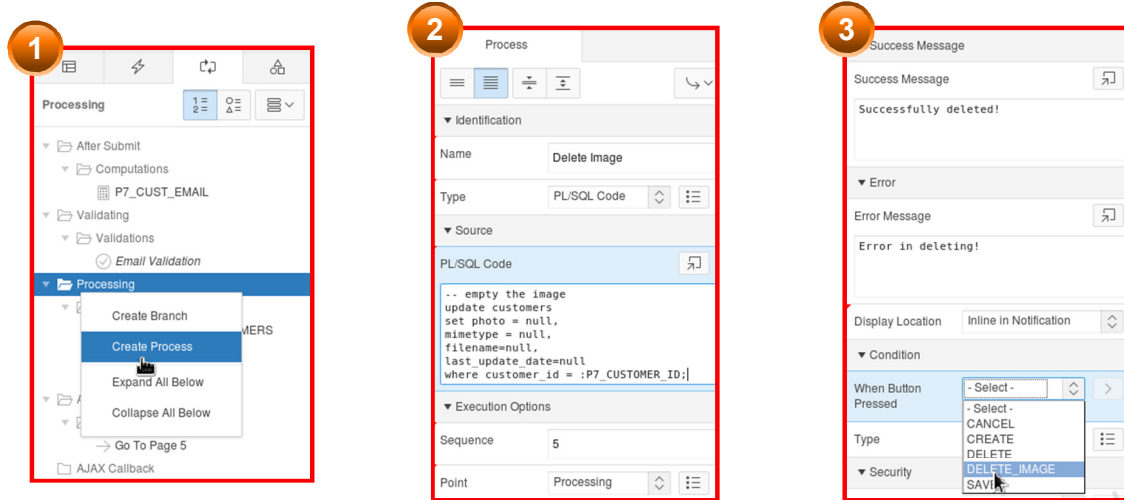 1
Processing
After Submit
Computations
P7_CUST_EMAIL
Validating
Validations
Email Validation
Processing
Create Branch
MERS
Create Process
Expand All Below
Collapse All Below
Go To Page 5
AJAX Callback
2
Process
Identification
Name
Delete Image
Type
PL/SQL Code
Source
PL/SQL Code
-- empty the image
update customers
set photo = null,
mimetype = null,
filename=null,
last_update_date=null
where customer_id = :P7_CUSTOMER_ID;
Execution Options
Sequence
5
Point
Processing
3
Success Message
Success Message
Successfully deleted!
Error
Error Message
Error in deleting!
Display Location
Inline in Notification
Condition
When Button
Pressed
- Select -
- Select -
CANCEL
CREATE
DELETE
DELETE_IMAGE
SAVE
Type
Security